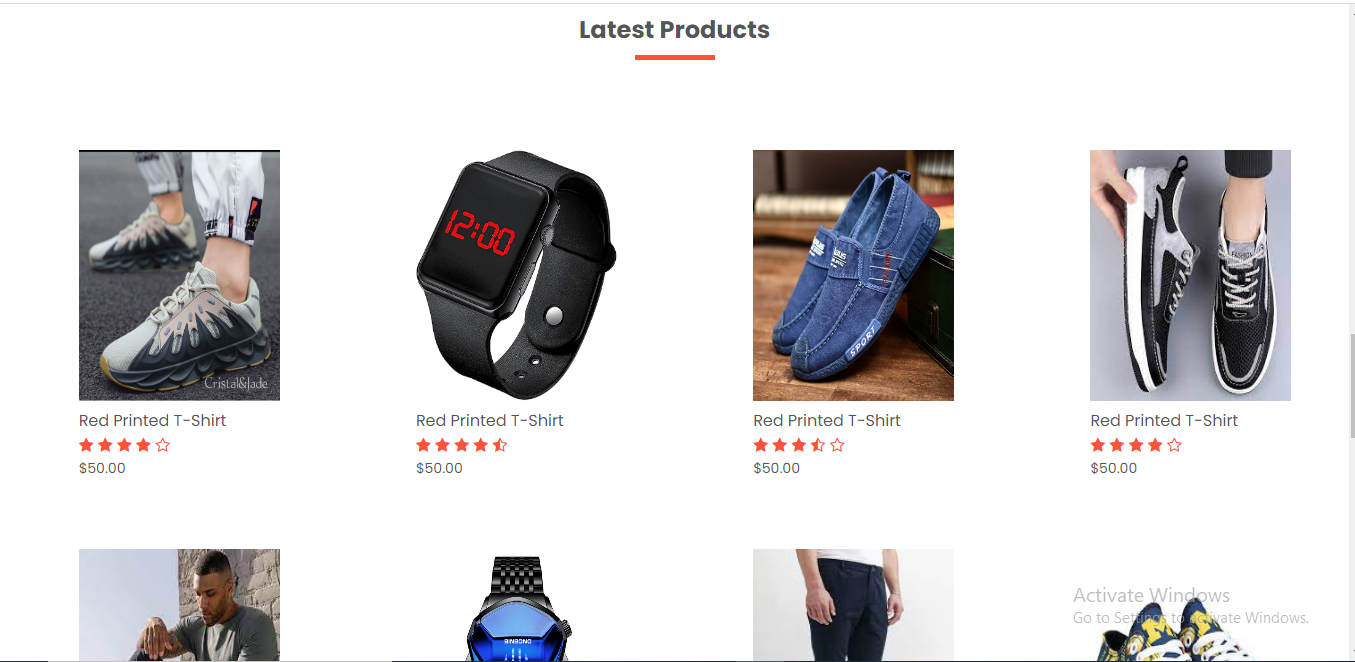 Latest Products
12:00
Cristal&Jade
SPORT
FASHION
Red Printed T-Shirt
Red Printed T-Shirt
Red Printed T-Shirt
Red Printed T-Shirt
$50.00
$50.00
$50.00
$50.00
Activate Windows
Go to Settings to Activate Windows.